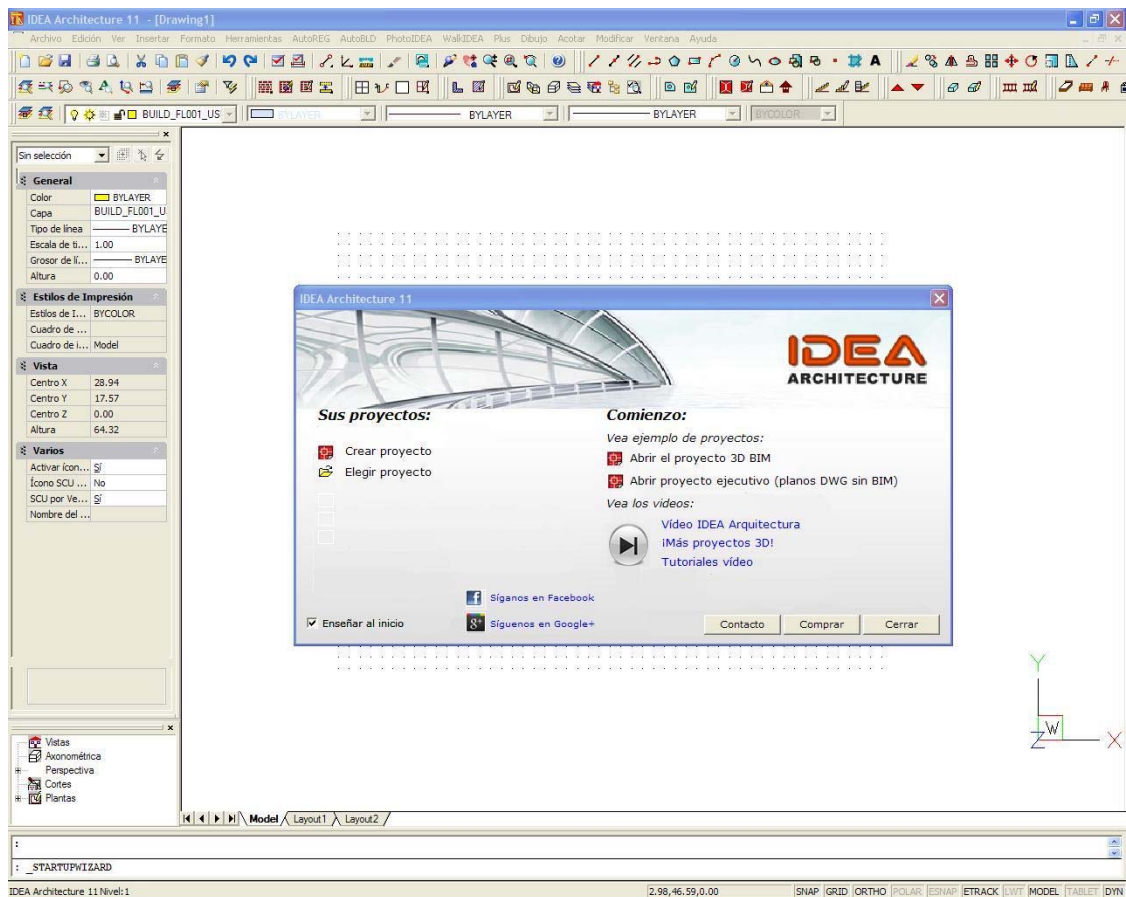 IDEA Architecture 11 - [Drawing1]
Archivo Edición Ver Insertar Formato Herramientas AutoREG AutoBLD PhotoIDEA WalkIDEA Plus Dibujo Acotar Modificar Ventana Ayuda
BUILD_FL001_US BYLAYER BYLAYER BYLAYER BYCOLOR
Sin selección
General
Color BYLAYER
Capa BUILD_FL001_U
Tipo de línea BYLAYE
Escala de ti... 1.00
Grosor de lí... BYLAYE
Altura 0.00
Estilos de Impresión
Estilos de I... BYCOLOR
Cuadro de ...
Cuadro de i... Model
Vista
Centro X 28.94
Centro Y 17.57
Centro Z 0.00
Altura 64.32
Varios
Activar ícon... Sí
Ícono SCU ... No
SCU por Ve... Sí
Nombre del ...
IDEA Architecture 11
IDEA
ARCHITECTURE
Sus proyectos:
Crear proyecto
Elegir proyecto
Comienzo:
Vea ejemplo de proyectos:
Abrir el proyecto 3D BIM
Abrir proyecto ejecutivo (planos DWG sin BIM)
Vea los videos:
Vídeo IDEA Arquitectura
¡Más proyectos 3D!
Tutoriales vídeo
Síganos en Facebook
Síguenos en Google+
Enseñar al inicio
Contacto Comprar Cerrar
Y
W
Z X
Vistas
Axonométrica
Perspectiva
Cortes
Plantas
Model Layout1 Layout2
:
: _STARTUPWIZARD
IDEA Architecture 11 Nivel:1 2.98,46.59,0.00 SNAP GRID ORTHO POLAR ESNAP ETRACK LWT MODEL TABLET DYN